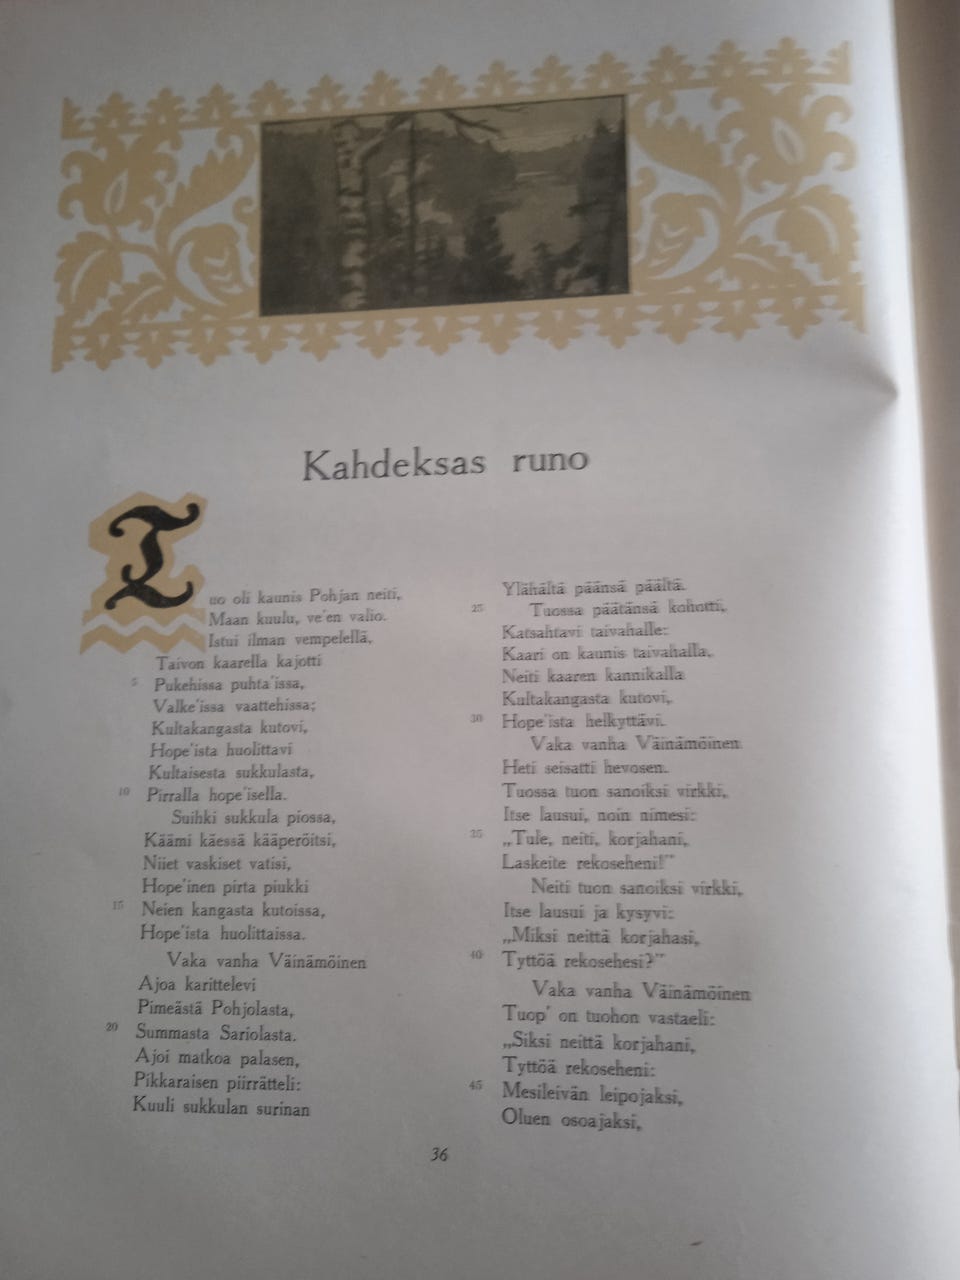 Kahdeksas runo
Tuo oli kaunis Pohjan neiti,
Maan kuulu, ve'en valio.
Istui ilman vempelellä,
Taivon kaarella kajotti
5 Pukehissa puhta'issa,
Valke'issa vaattehissa;
Kultakangasta kutovi,
Hope'ista huolittavi
Kultaisesta sukkulasta,
10 Pirralla hope'isella.
Suihki sukkula piossa,
Käämi käessä kääperöitsi,
Niiet vaskiset vatisi,
Hope'inen pirta piukki
15 Neien kangasta kutoissa,
Hope'ista huolittaissa.
Vaka vanha Väinämöinen
Ajoa karittelevi
Pimeästä Pohjolasta,
20 Summasta Sariolasta.
Ajoi matkoa palasen,
Pikkaraisen piirrätteli:
Kuuli sukkulan surinan
Ylähältä päänsä päältä.
25 Tuossa päätänsä kohotti,
Katsahtavi taivahalle:
Kaari on kaunis taivahalla,
Neiti kaaren kannikalla
Kultakangasta kutovi,
30 Hope'ista helkyttävi.
Vaka vanha Väinämöinen
Heti seisatti hevosen.
Tuossa tuon sanoiksi virkki,
Itse lausui, noin nimesi:
35 „Tule, neiti, korjahani,
Laskeite rekoseheni!"
Neiti tuon sanoiksi virkki,
Itse lausui ja kysyvi:
„Miksi neittä korjahasi,
40 Tyttöä rekosehesi?"
Vaka vanha Väinämöinen
Tuop' on tuohon vastaeli:
„Siksi neittä korjahani,
Tyttöä rekoseheni:
45 Mesileivän leipojaksi,
Oluen osoajaksi,
36